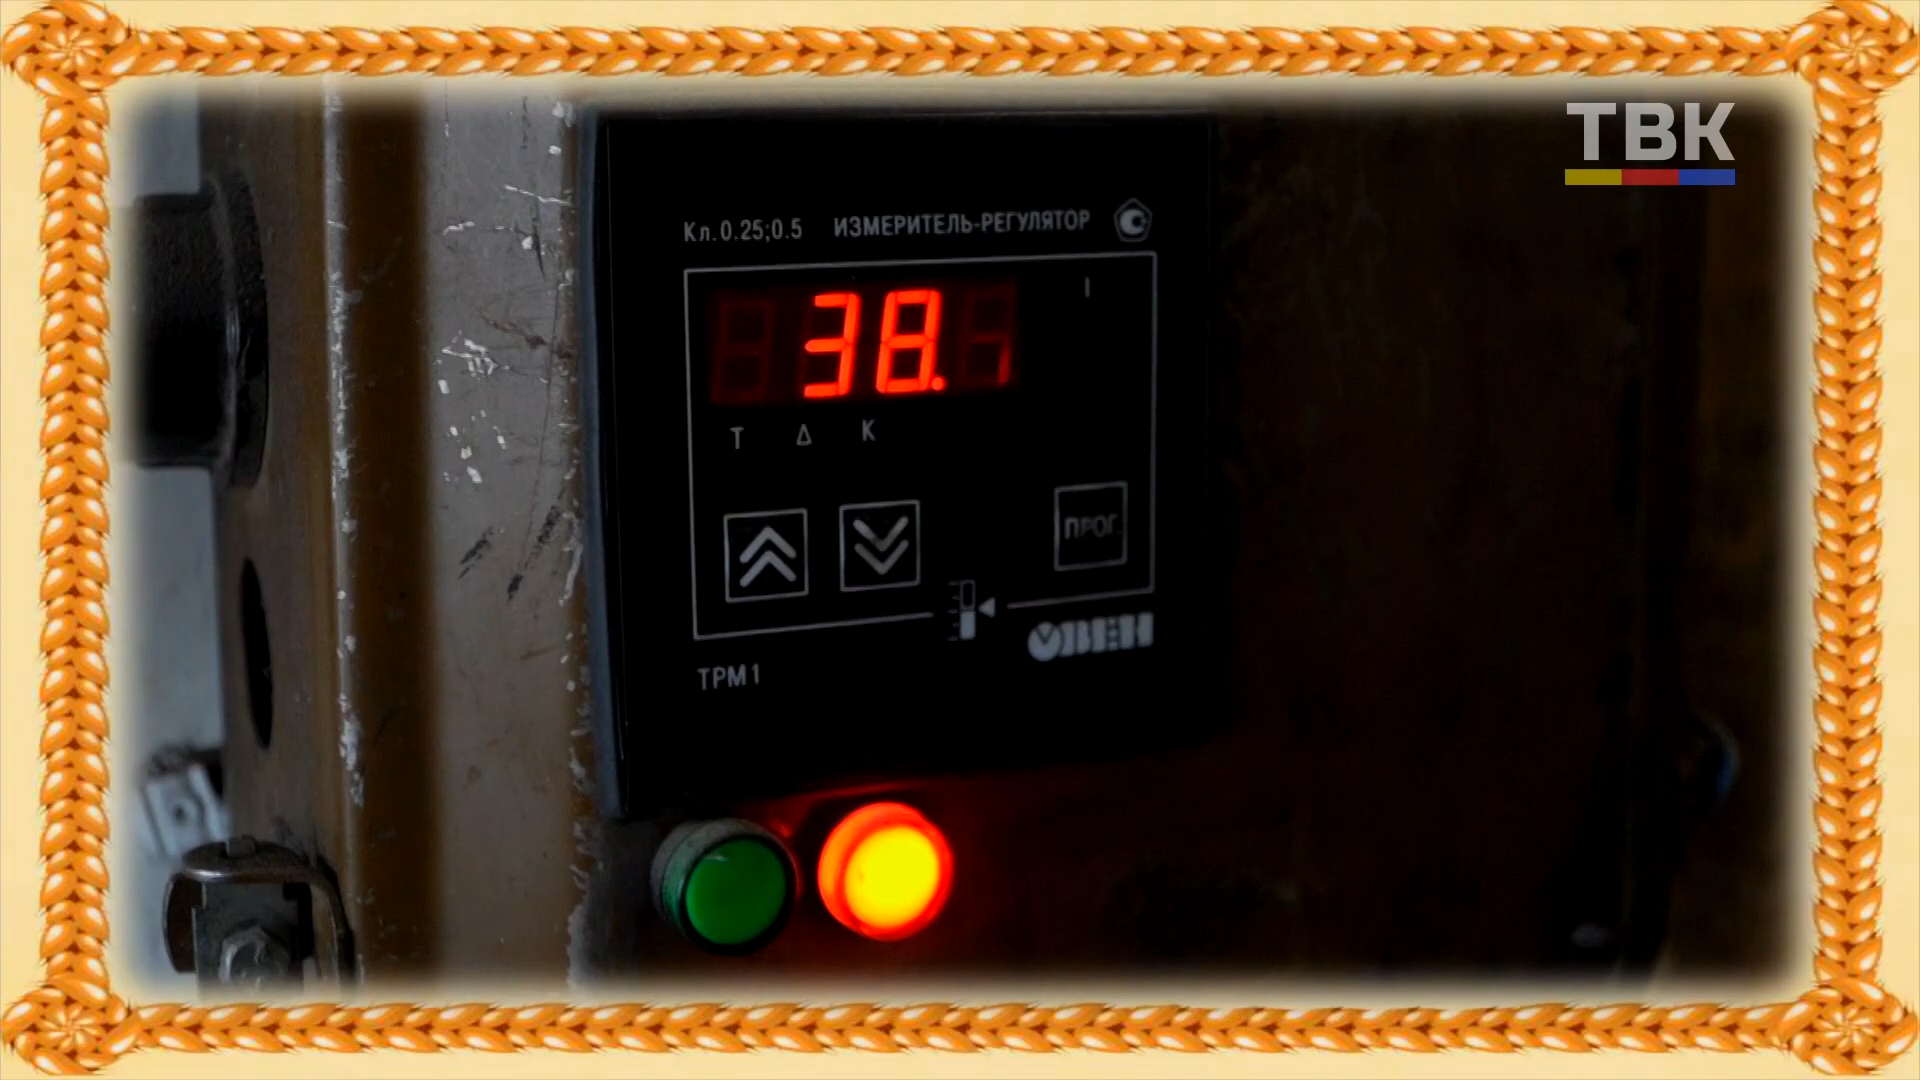 ТВК
Кл.0.25;0.5 ИЗМЕРИТЕЛЬ-РЕГУЛЯТОР
38.
Т Δ К
ПРОГ.
ОВЕН
ТРМ1